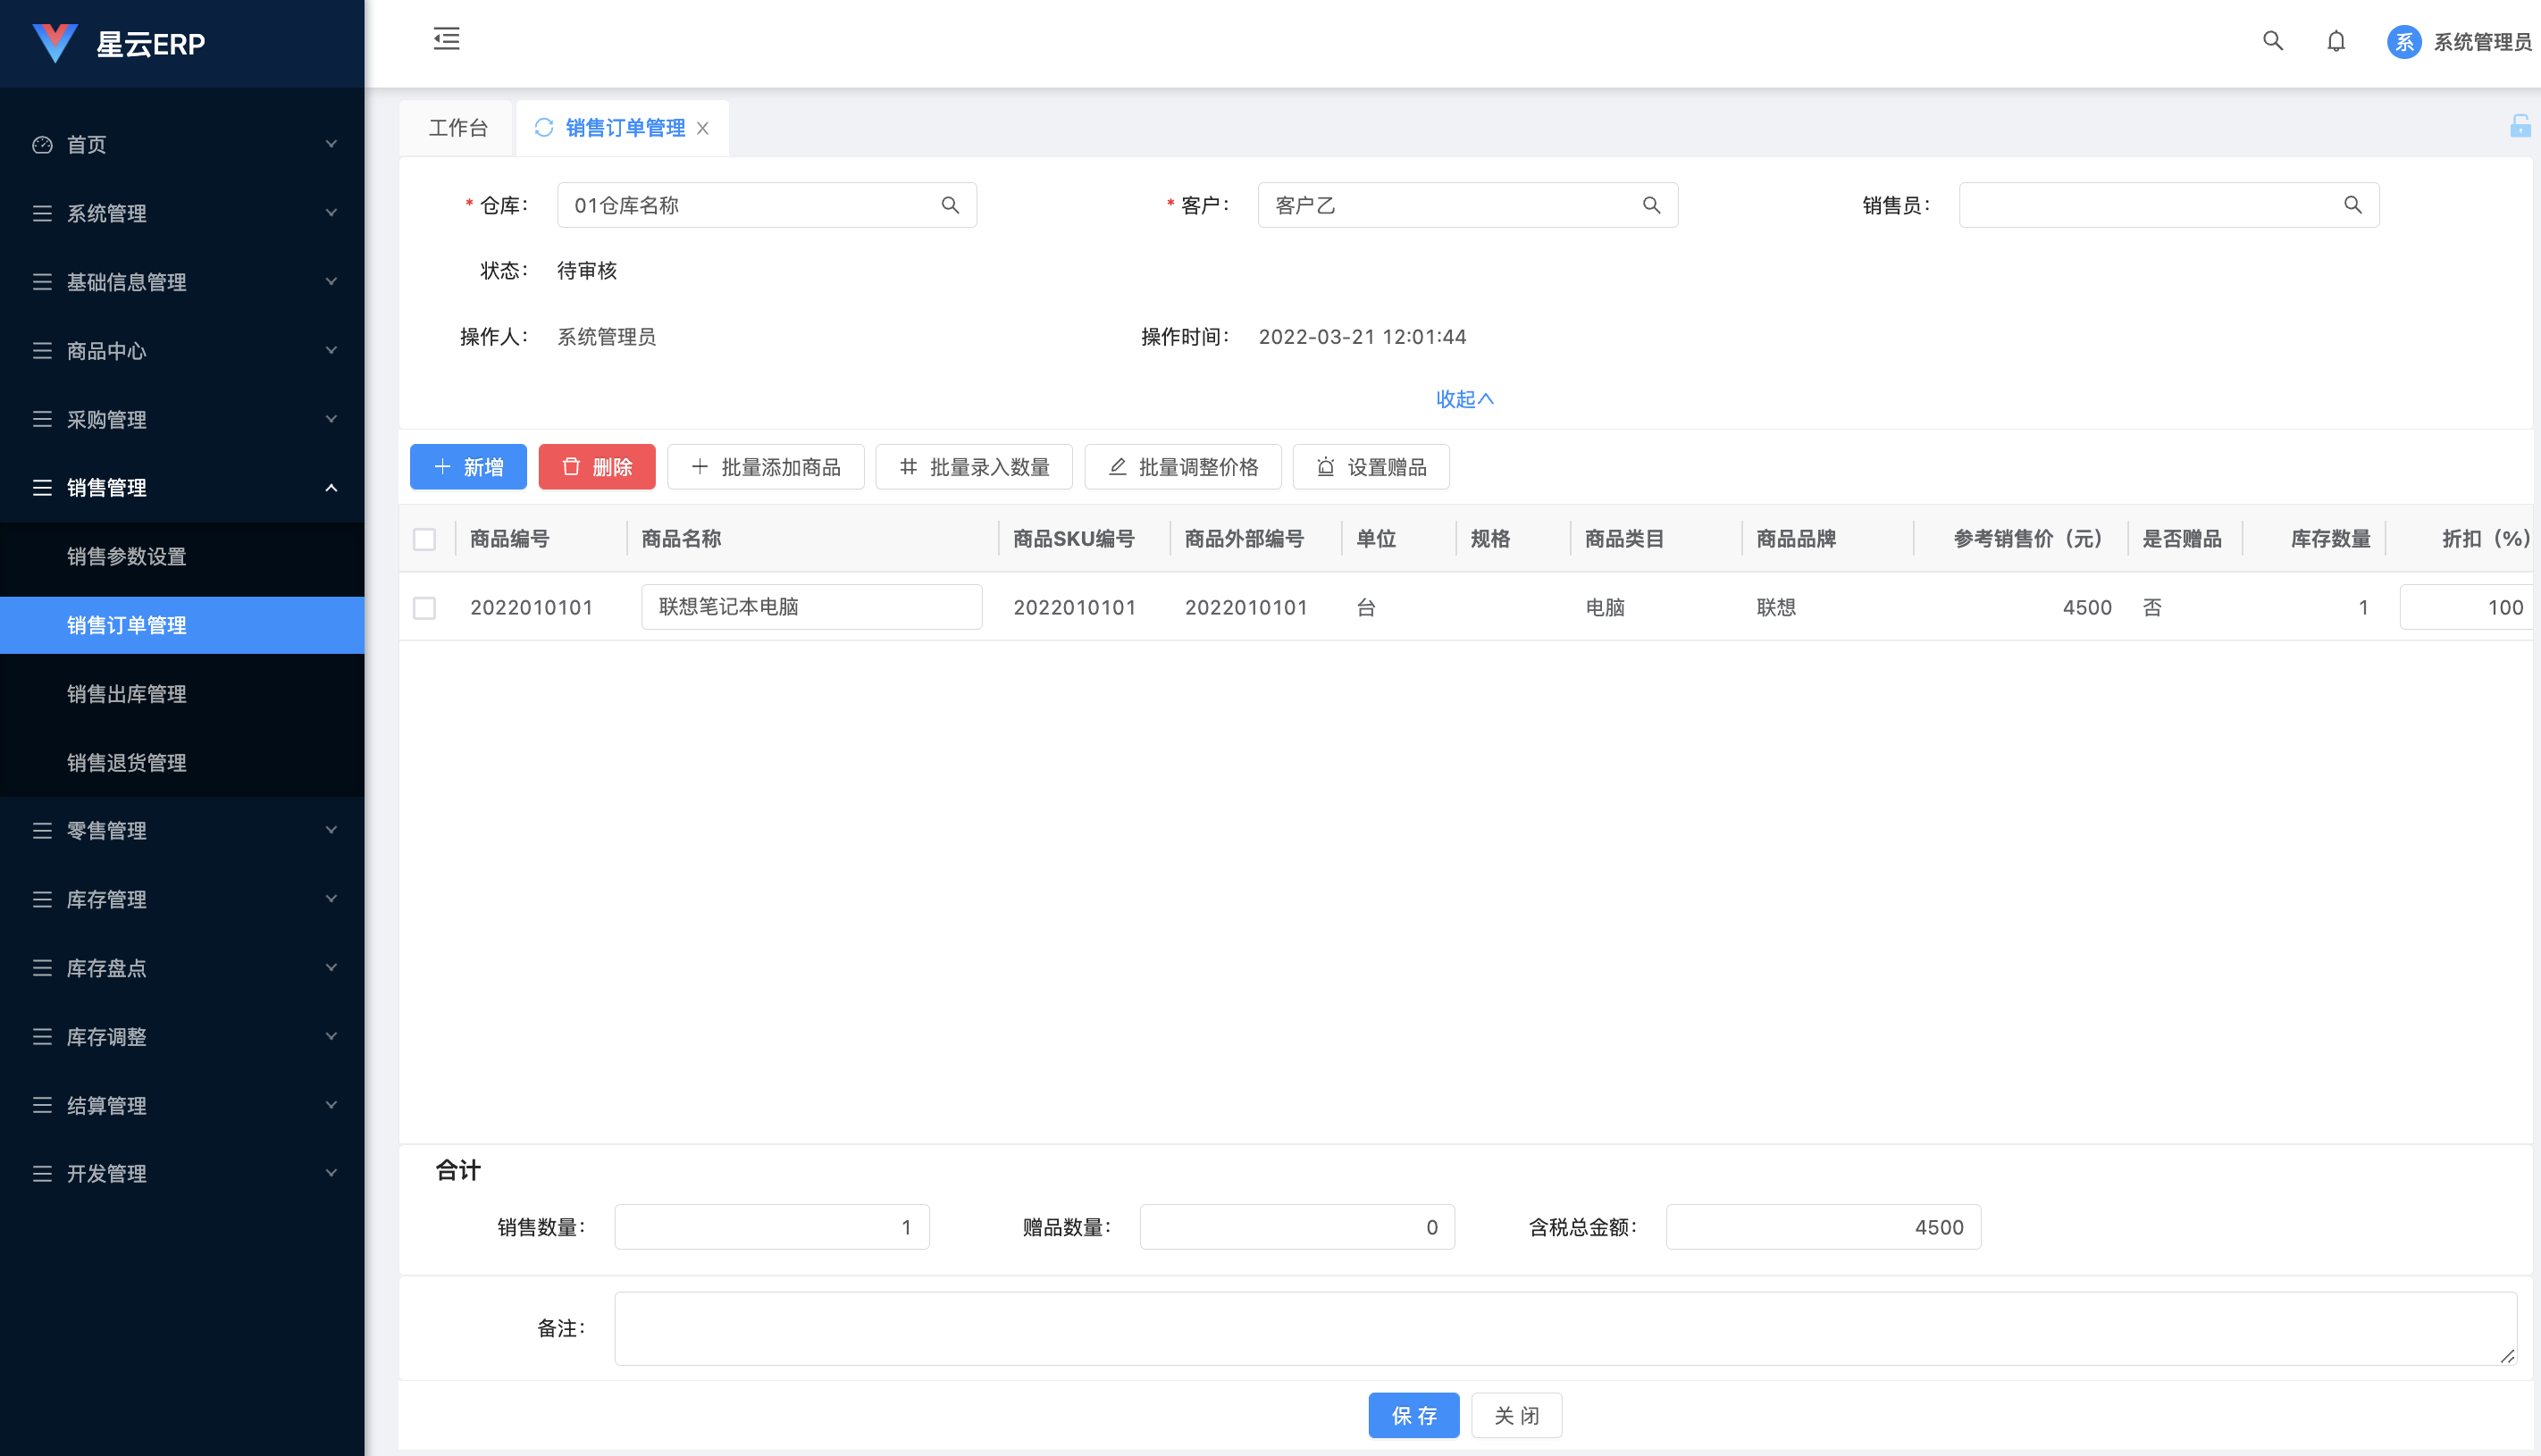 星云ERP
系 系统管理员
首页
系统管理
基础信息管理
商品中心
采购管理
销售管理
销售参数设置
销售订单管理
销售出库管理
销售退货管理
零售管理
库存管理
库存盘点
库存调整
结算管理
开发管理
工作台 销售订单管理
* 仓库： 01仓库名称 * 客户： 客户乙 销售员：
状态： 待审核
操作人： 系统管理员 操作时间： 2022-03-21 12:01:44
收起
新增 删除 批量添加商品 批量录入数量 批量调整价格 设置赠品
商品编号 商品名称 商品SKU编号 商品外部编号 单位 规格 商品类目 商品品牌 参考销售价（元） 是否赠品 库存数量 折扣（%）
2022010101 联想笔记本电脑 2022010101 2022010101 台 电脑 联想 4500 否 1 100
合计
销售数量： 1 赠品数量： 0 含税总金额： 4500
备注：
保存 关闭